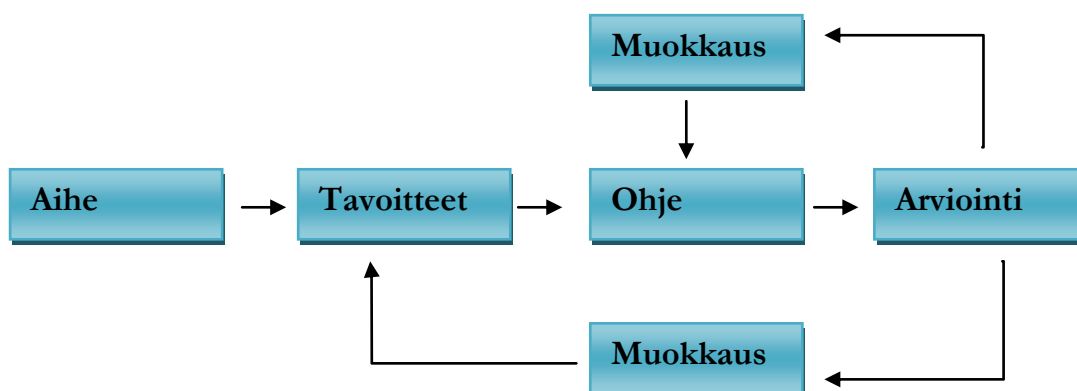 Muokkaus
Aihe
Tavoitteet
Ohje
Arviointi
Muokkaus